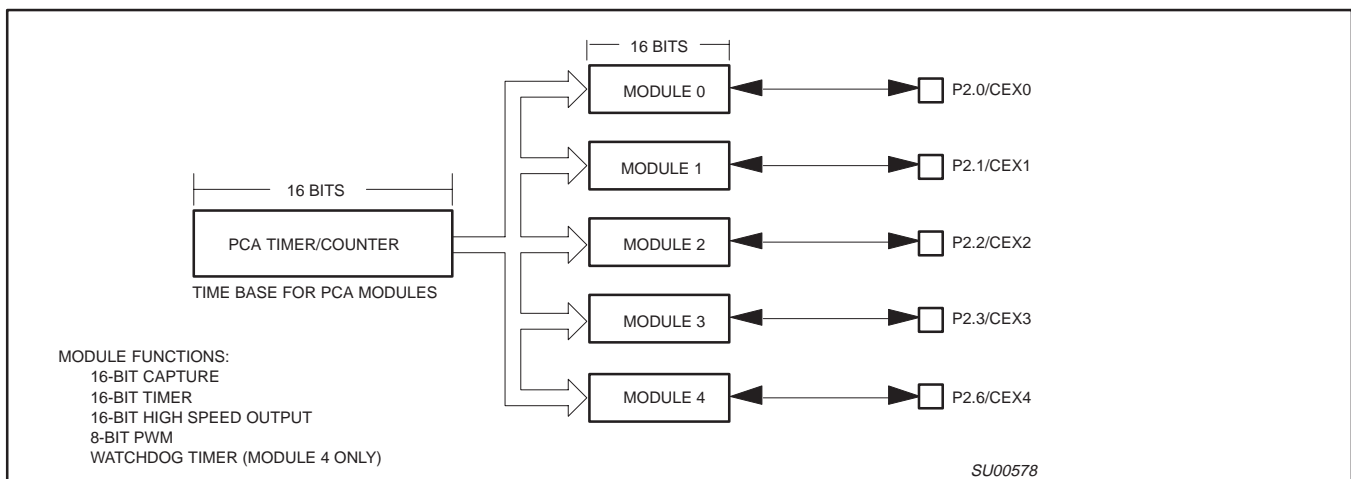 16 BITS
MODULE 0
P2.0/CEX0
MODULE 1
P2.1/CEX1
16 BITS
PCA TIMER/COUNTER
MODULE 2
P2.2/CEX2
TIME BASE FOR PCA MODULES
MODULE 3
P2.3/CEX3
MODULE 4
P2.6/CEX4
MODULE FUNCTIONS:
16-BIT CAPTURE
16-BIT TIMER
16-BIT HIGH SPEED OUTPUT
8-BIT PWM
WATCHDOG TIMER (MODULE 4 ONLY)
SU00578